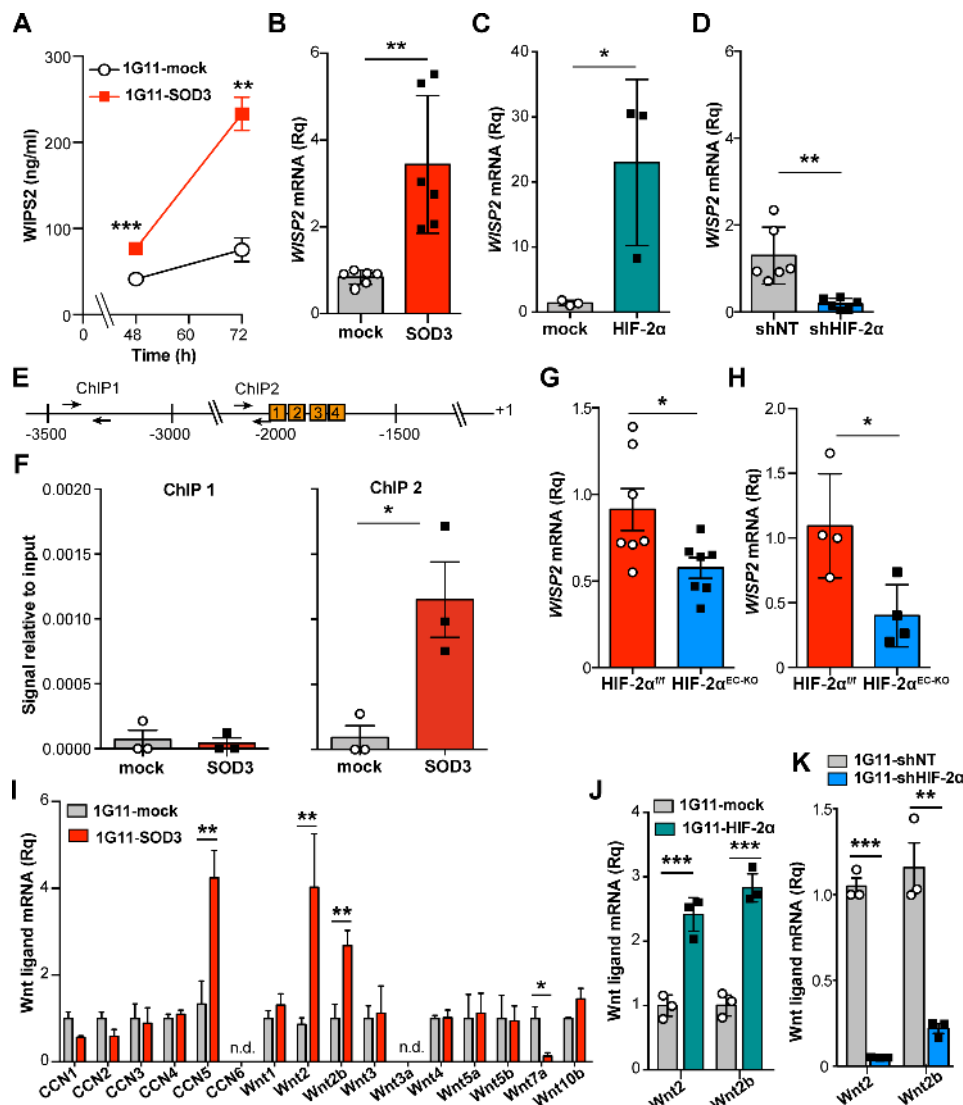 A
1G11-mock
1G11-SOD3
WIPS2 (ng/ml)
300
250
200
150
100
50
0
***
**
0
48
60
72
Time (h)
B
WISP2 mRNA (Rq)
6
4
2
0
**
mock
SOD3
C
WISP2 mRNA (Rq)
40
30
20
10
0
*
mock
HIF-2α
D
WISP2 mRNA (Rq)
6
4
2
0
**
shNT
shHIF-2α
E
ChIP1
ChIP2
1 2 3 4
+1
-3500
-3000
-2000
-1500
F
Signal relative to input
0.0020
0.0015
0.0010
0.0005
0.0000
ChIP 1
mock
SOD3
ChIP 2
*
mock
SOD3
G
WISP2 mRNA (Rq)
1.5
1.0
0.5
0.0
*
HIF-2αf/f
HIF-2αEC-KO
H
WISP2 mRNA (Rq)
2.0
1.5
1.0
0.5
0.0
*
HIF-2αf/f
HIF-2αEC-KO
I
1G11-mock
1G11-SOD3
Wnt ligand mRNA (Rq)
6
4
2
0
**
**
**
*
n.d.
n.d.
CCN1
CCN2
CCN3
CCN4
CCN5
CCN6
Wnt1
Wnt2
Wnt2b
Wnt3
Wnt3a
Wnt4
Wnt5a
Wnt5b
Wnt7a
Wnt10b
J
1G11-mock
1G11-HIF-2α
Wnt ligand mRNA (Rq)
4
3
2
1
0
***
***
Wnt2
Wnt2b
K
1G11-shNT
1G11-shHIF-2α
Wnt ligand mRNA (Rq)
1.5
1.0
0.5
0
***
**
Wnt2
Wnt2b